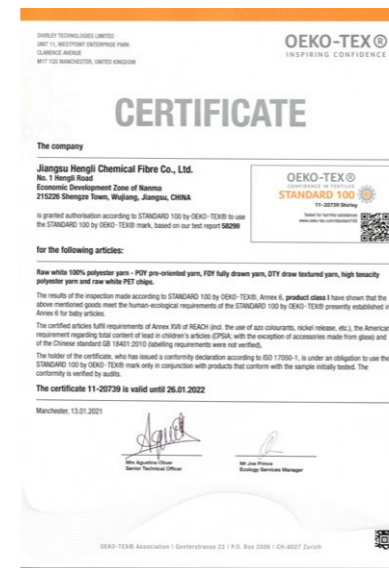 SHIRLEY TECHNOLOGIES LIMITED
UNIT 11, WESTPOINT ENTERPRISE PARK
CLARENCE AVENUE
M17 1QS MANCHESTER, UNITED KINGDOM
OEKO-TEX®
INSPIRING CONFIDENCE
CERTIFICATE
The company
Jiangsu Hengli Chemical Fibre Co., Ltd.
No. 1 Hengli Road
Economic Development Zone of Nanma
215226 Shengze Town, Wujiang, Jiangsu, CHINA
OEKO-TEX®
CONFIDENCE IN TEXTILES
STANDARD 100
11-20739 Shirley
Tested for harmful substances
www.oeko-tex.com/standard100
is granted authorisation according to STANDARD 100 by OEKO-TEX® to use
the STANDARD 100 by OEKO-TEX® mark, based on our test report 58299
for the following articles:
Raw white 100% polyester yarn - POY pre-oriented yarn, FDY fully drawn yarn, DTY draw textured yarn, high tenacity
polyester yarn and raw white PET chips.
The results of the inspection made according to STANDARD 100 by OEKO-TEX®, Annex 6, product class I have shown that the
above mentioned goods meet the human-ecological requirements of the STANDARD 100 by OEKO-TEX® presently established in
Annex 6 for baby articles.
The certified articles fulfil requirements of Annex XVII of REACH (incl. the use of azo colourants, nickel release, etc.), the American
requirement regarding total content of lead in children's articles (CPSIA; with the exception of accessories made from glass) and
of the Chinese standard GB 18401:2010 (labelling requirements were not verified).
The holder of the certificate, who has issued a conformity declaration according to ISO 17050-1, is under an obligation to use the
STANDARD 100 by OEKO-TEX® mark only in conjunction with products that conform with the sample initially tested. The
conformity is verified by audits.
The certificate 11-20739 is valid until 26.01.2022
Manchester, 13.01.2021
Mrs Agustina Oliver
Senior Technical Officer
Mr Joe Prince
Ecology Services Manager
OEKO-TEX® Association | Genferstrasse 23 | P.O. Box 2006 | CH-8027 Zurich